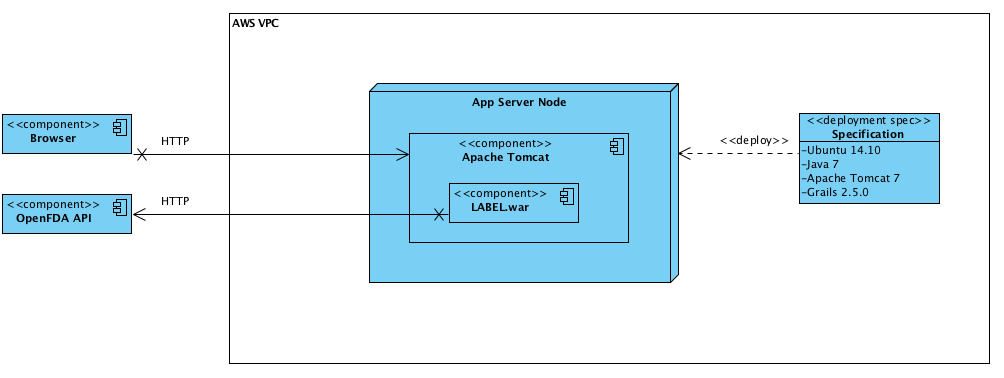 AWS VPC
App Server Node
<<component>>
Browser
HTTP
<<component>>
Apache Tomcat
<<deploy>>
<<deployment spec>>
Specification
-Ubuntu 14.10
-Java 7
-Apache Tomcat 7
-Grails 2.5.0
<<component>>
OpenFDA API
HTTP
<<component>>
LABEL.war